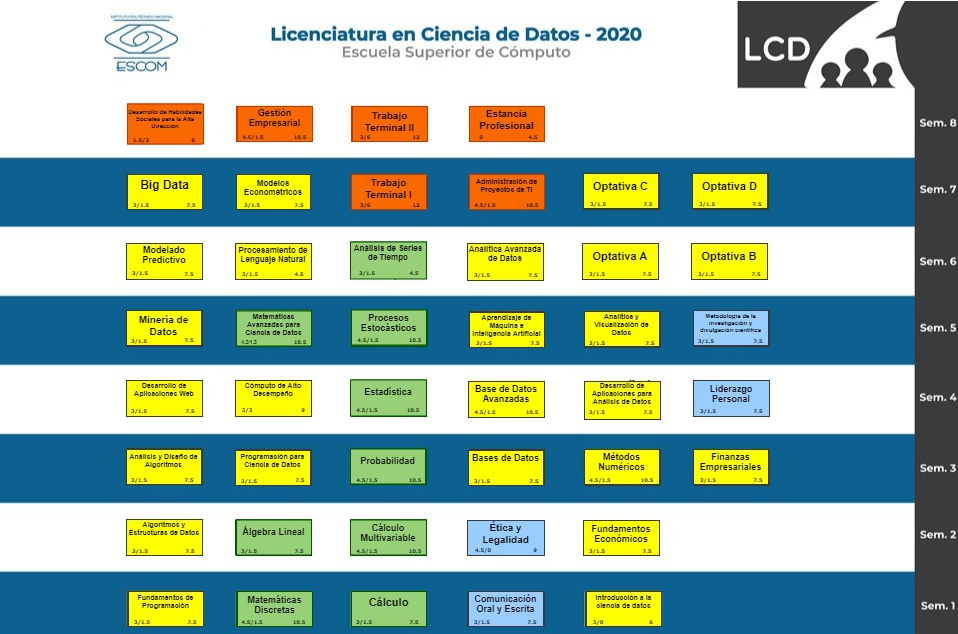 INSTITUTO POLITÉCNICO NACIONAL
ESCOM
Licenciatura en Ciencia de Datos - 2020
Escuela Superior de Cómputo
LCD
Desarrollo de Habilidades
Sociales para la Alta
Dirección
1.5/3 6
Gestión
Empresarial
4.5/1.5 10.5
Trabajo
Terminal II
3/6 12
Estancia
Profesional
0 4.5
Sem. 8
Big Data
3/1.5 7.5
Modelos
Econométricos
3/1.5 7.5
Trabajo
Terminal I
3/6 12
Administración de
Proyectos de TI
4.5/1.5 10.5
Optativa C
3/1.5 7.5
Optativa D
3/1.5 7.5
Sem. 7
Modelado
Predictivo
3/1.5 7.5
Procesamiento de
Lenguaje Natural
3/1.5 4.5
Análisis de Series
de Tiempo
3/1.5 4.5
Analítica Avanzada
de Datos
3/1.5 7.5
Optativa A
3/1.5 7.5
Optativa B
3/1.5 7.5
Sem. 6
Minería de
Datos
3/1.5 7.5
Matemáticas
Avanzadas para
Ciencia de Datos
4.5/1.5 10.5
Procesos
Estocásticos
4.5/1.5 10.5
Aprendizaje de
Máquina e
Inteligencia Artificial
3/1.5 7.5
Analítica y
Visualización de
Datos
3/1.5 7.5
Metodología de la
investigación y
divulgación científica
3/1.5 7.5
Sem. 5
Desarrollo de
Aplicaciones Web
3/1.5 7.5
Cómputo de Alto
Desempeño
3/3 9
Estadística
4.5/1.5 10.5
Base de Datos
Avanzadas
4.5/1.5 10.5
Desarrollo de
Aplicaciones para
Análisis de Datos
3/1.5 7.5
Liderazgo
Personal
3/1.5 7.5
Sem. 4
Análisis y Diseño de
Algoritmos
3/1.5 7.5
Programación para
Ciencia de Datos
3/1.5 7.5
Probabilidad
4.5/1.5 10.5
Bases de Datos
3/1.5 7.5
Métodos
Numéricos
4.5/1.5 10.5
Finanzas
Empresariales
3/1.5 7.5
Sem. 3
Algoritmos y
Estructuras de Datos
3/1.5 7.5
Álgebra Lineal
3/1.5 7.5
Cálculo
Multivariable
4.5/1.5 10.5
Ética y
Legalidad
4.5/0 9
Fundamentos
Económicos
3/1.5 7.5
Sem. 2
Fundamentos de
Programación
3/1.5 7.5
Matemáticas
Discretas
4.5/1.5 10.5
Cálculo
3/1.5 7.5
Comunicación
Oral y Escrita
3/1.5 7.5
Introducción a la
ciencia de datos
3/0 6
Sem. 1